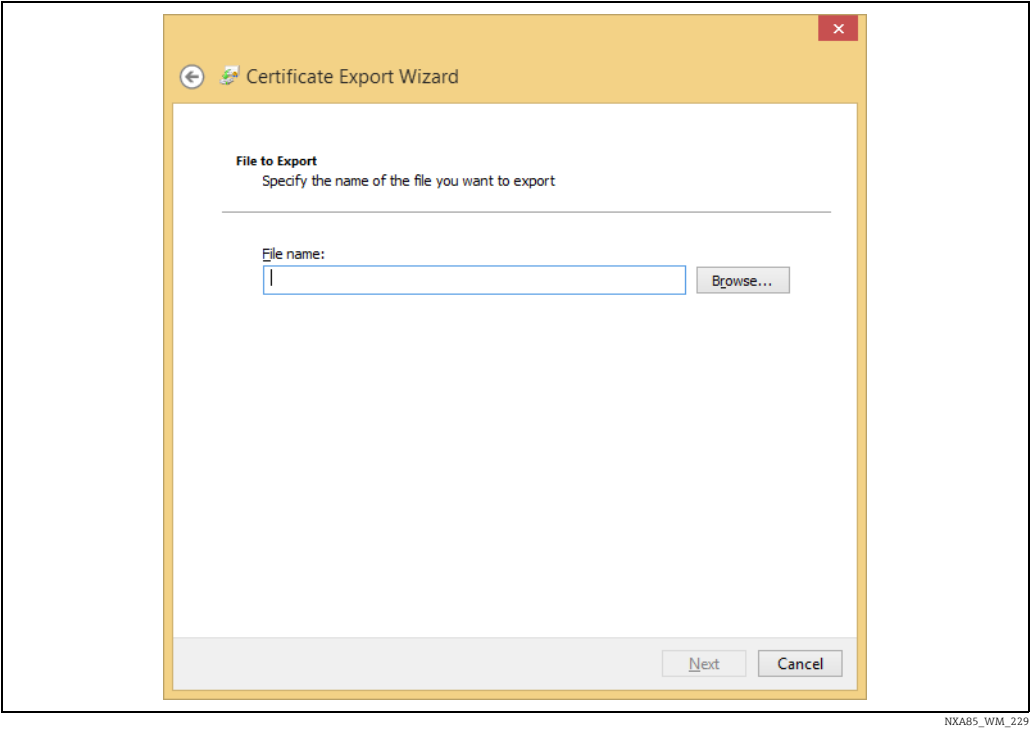 Certificate Export Wizard
File to Export
Specify the name of the file you want to export
File name:
Browse...
Next
Cancel
NXA85_WM_229